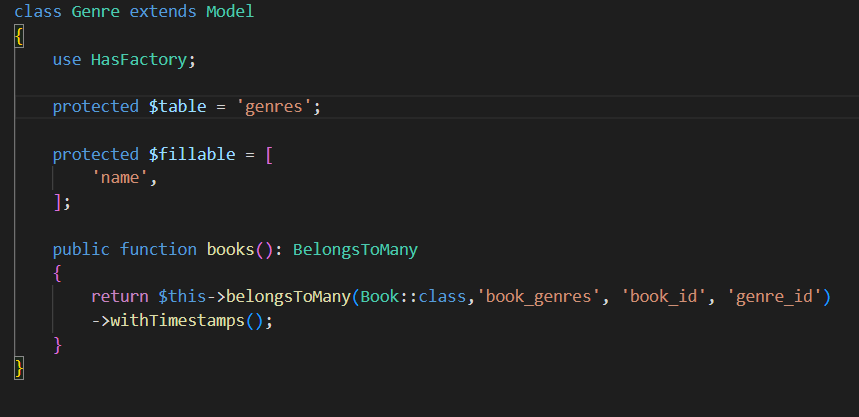 class Genre extends Model
{
    use HasFactory;

    protected $table = 'genres';

    protected $fillable = [
        'name',
    ];

    public function books(): BelongsToMany
    {
        return $this->belongsToMany(Book::class,'book_genres', 'book_id', 'genre_id')
        ->withTimestamps();
    }
}